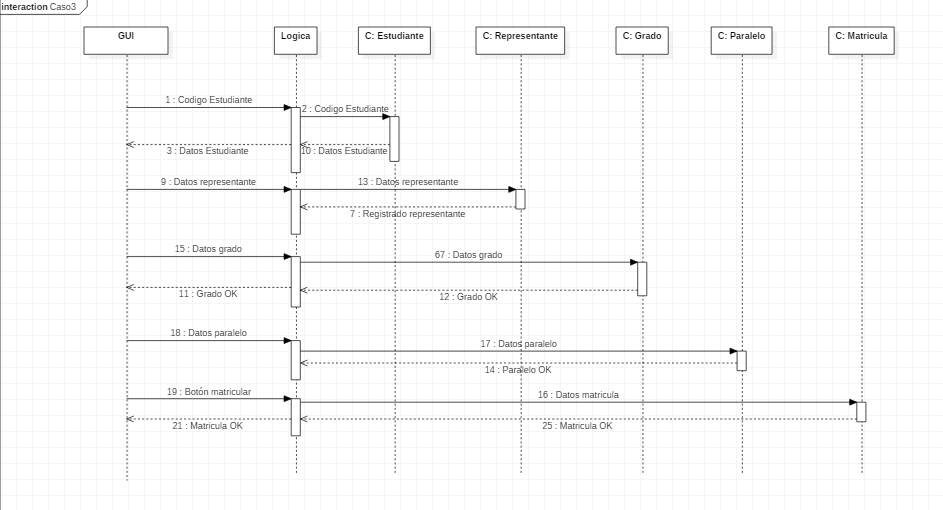 interaction Caso3
GUI
Logica
C: Estudiante
C: Representante
C: Grado
C: Paralelo
C: Matricula
1 : Codigo Estudiante
2 : Codigo Estudiante
3 : Datos Estudiante
10 : Datos Estudiante
9 : Datos representante
13 : Datos representante
7 : Registrado representante
15 : Datos grado
67 : Datos grado
11 : Grado OK
12 : Grado OK
18 : Datos paralelo
17 : Datos paralelo
14 : Paralelo OK
19 : Botón matricular
16 : Datos matricula
21 : Matricula OK
25 : Matricula OK